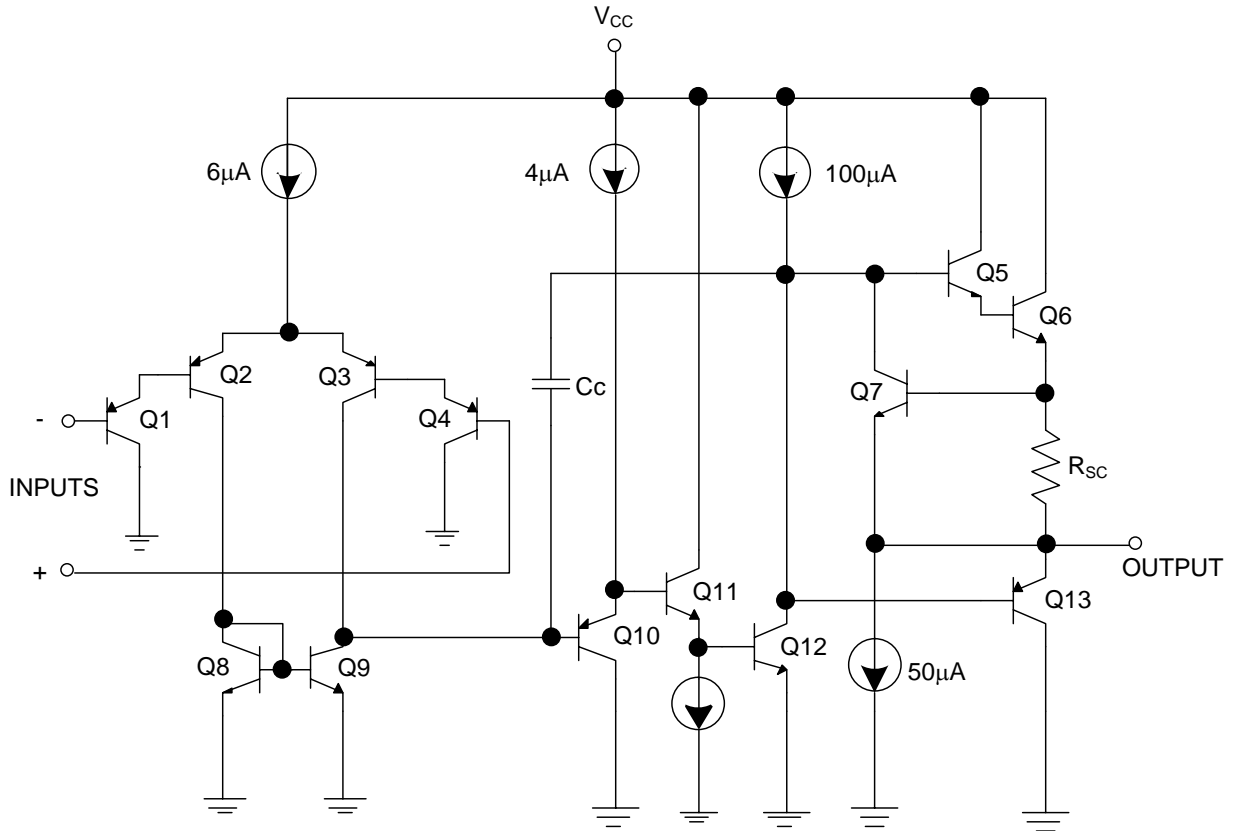 VCC
6μA
4μA
100μA
Q5
Q6
Q2
Q3
Q7
Cc
-
Q1
Q4
RSC
INPUTS
+
OUTPUT
Q11
Q13
Q10
Q12
Q8
Q9
50μA